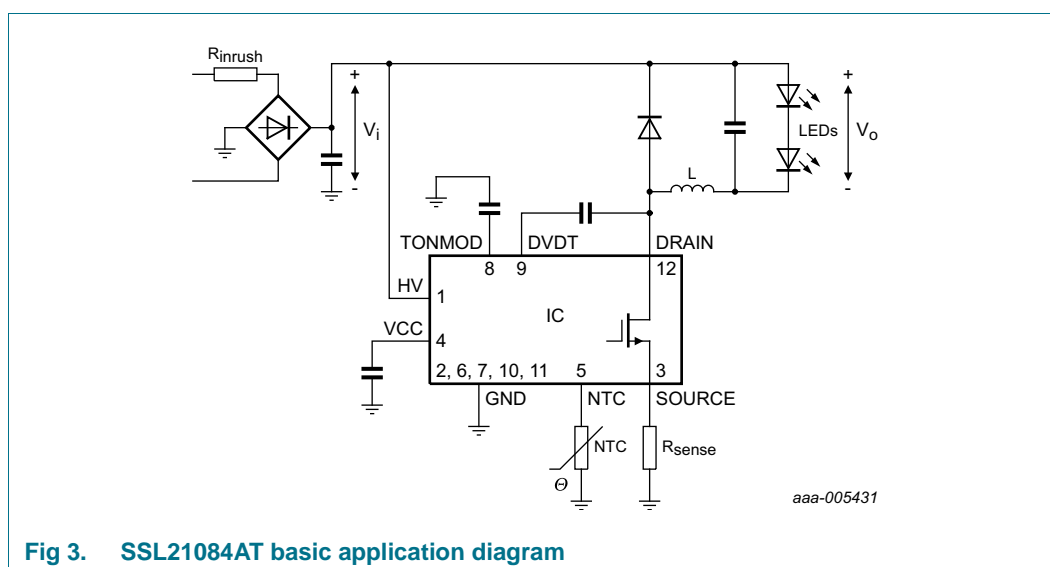 Rinrush
+
Vi
-
+
LEDs
Vo
-
L
TONMOD
DVDT
DRAIN
8
9
12
HV
1
IC
VCC
4
2, 6, 7, 10, 11
5
3
GND
NTC
SOURCE
NTC
Rsense
Θ
aaa-005431
Fig 3. SSL21084AT basic application diagram